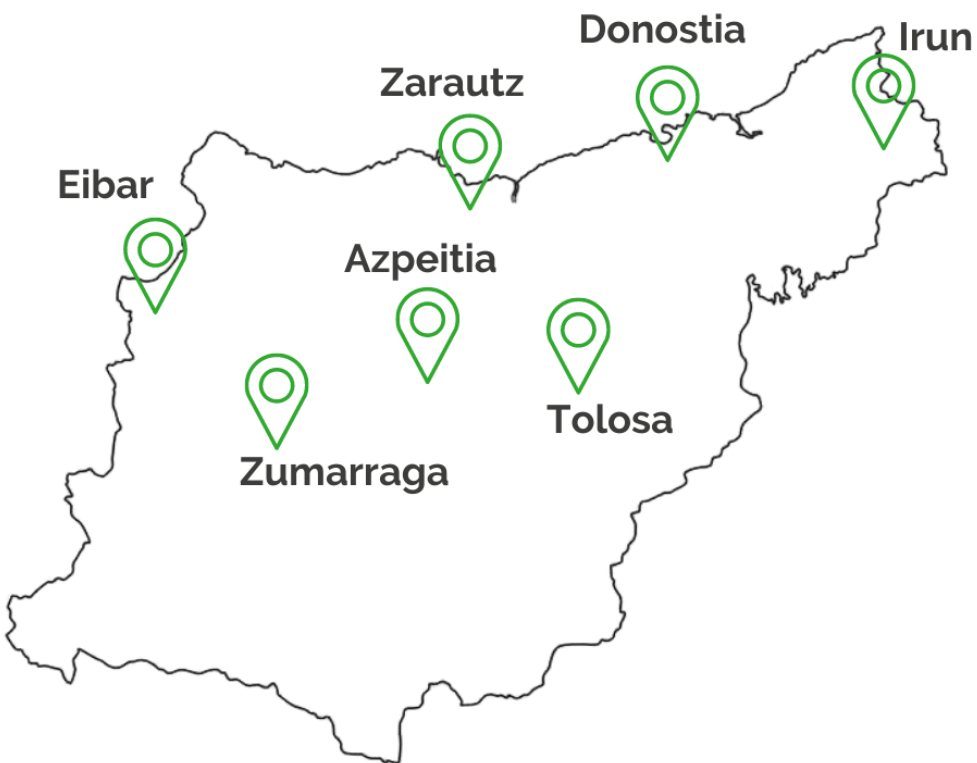 Donostia
Irun
Zarautz
Eibar
Azpeitia
Tolosa
Zumarraga